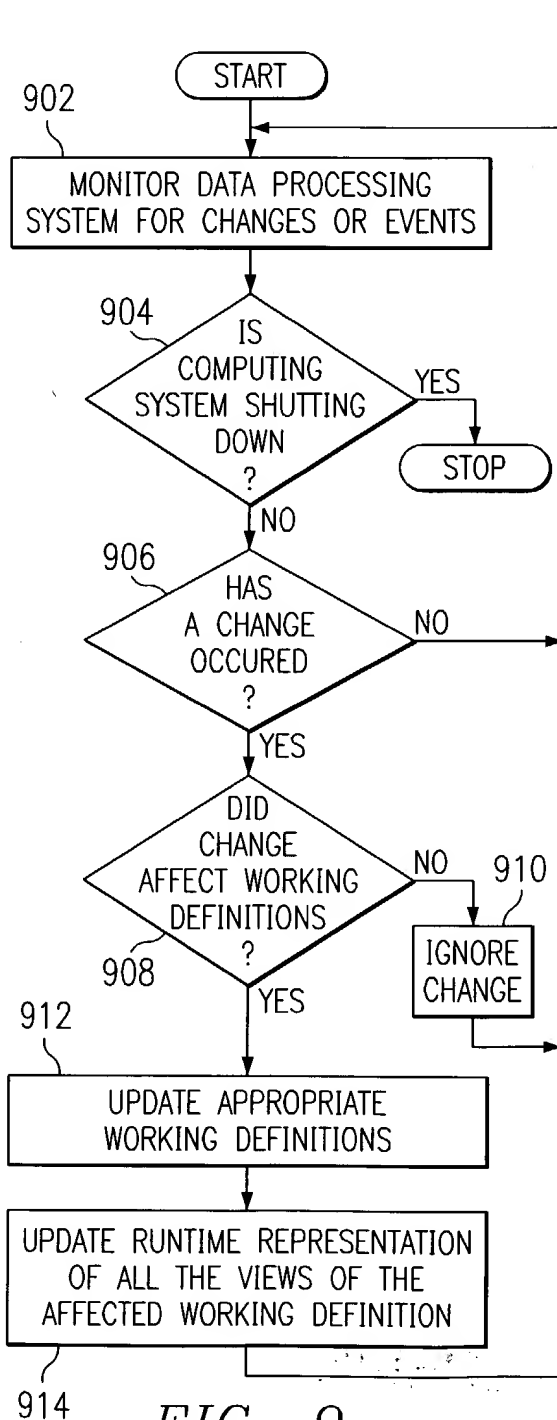 START
902
MONITOR DATA PROCESSING
SYSTEM FOR CHANGES OR EVENTS
904
IS
COMPUTING
SYSTEM SHUTTING
DOWN
?
YES
STOP
NO
906
HAS
A CHANGE
OCCURED
?
NO
YES
DID
CHANGE
AFFECT WORKING
DEFINITIONS
?
908
NO
910
IGNORE
CHANGE
YES
912
UPDATE APPROPRIATE
WORKING DEFINITIONS
UPDATE RUNTIME REPRESENTATION
OF ALL THE VIEWS OF THE
AFFECTED WORKING DEFINITION
914
FIG. 9